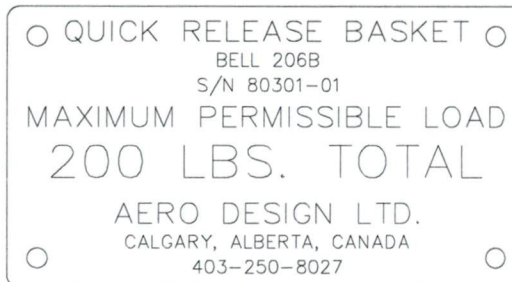 QUICK RELEASE BASKET
BELL 206B
S/N 80301-01
MAXIMUM PERMISSIBLE LOAD
200 LBS. TOTAL
AERO DESIGN LTD.
CALGARY, ALBERTA, CANADA
403-250-8027